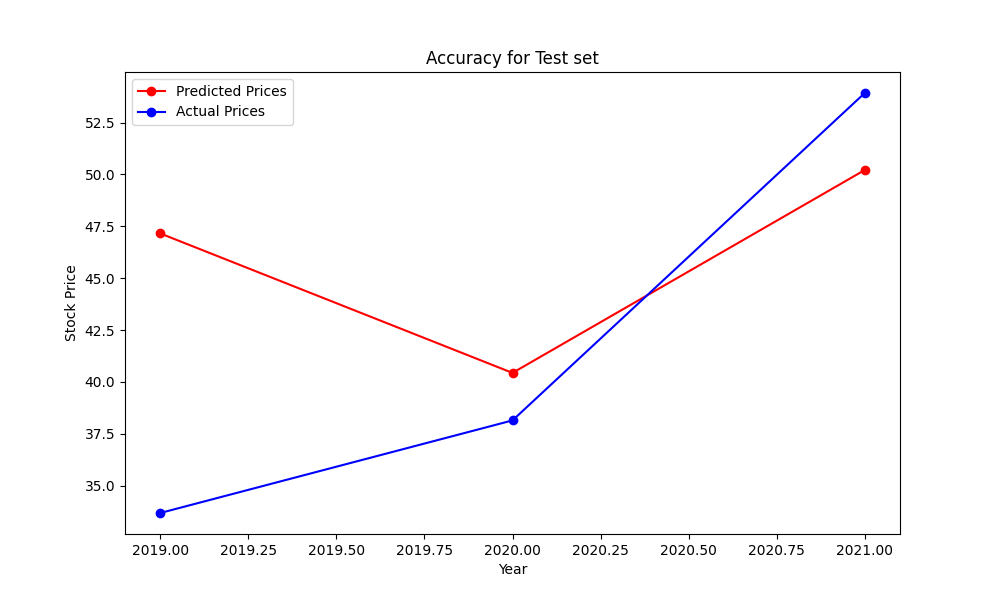 Accuracy for Test set
Predicted Prices
Actual Prices
52.5
50.0
47.5
45.0
42.5
40.0
37.5
35.0
Stock Price
2019.00 2019.25 2019.50 2019.75 2020.00 2020.25 2020.50 2020.75 2021.00
Year